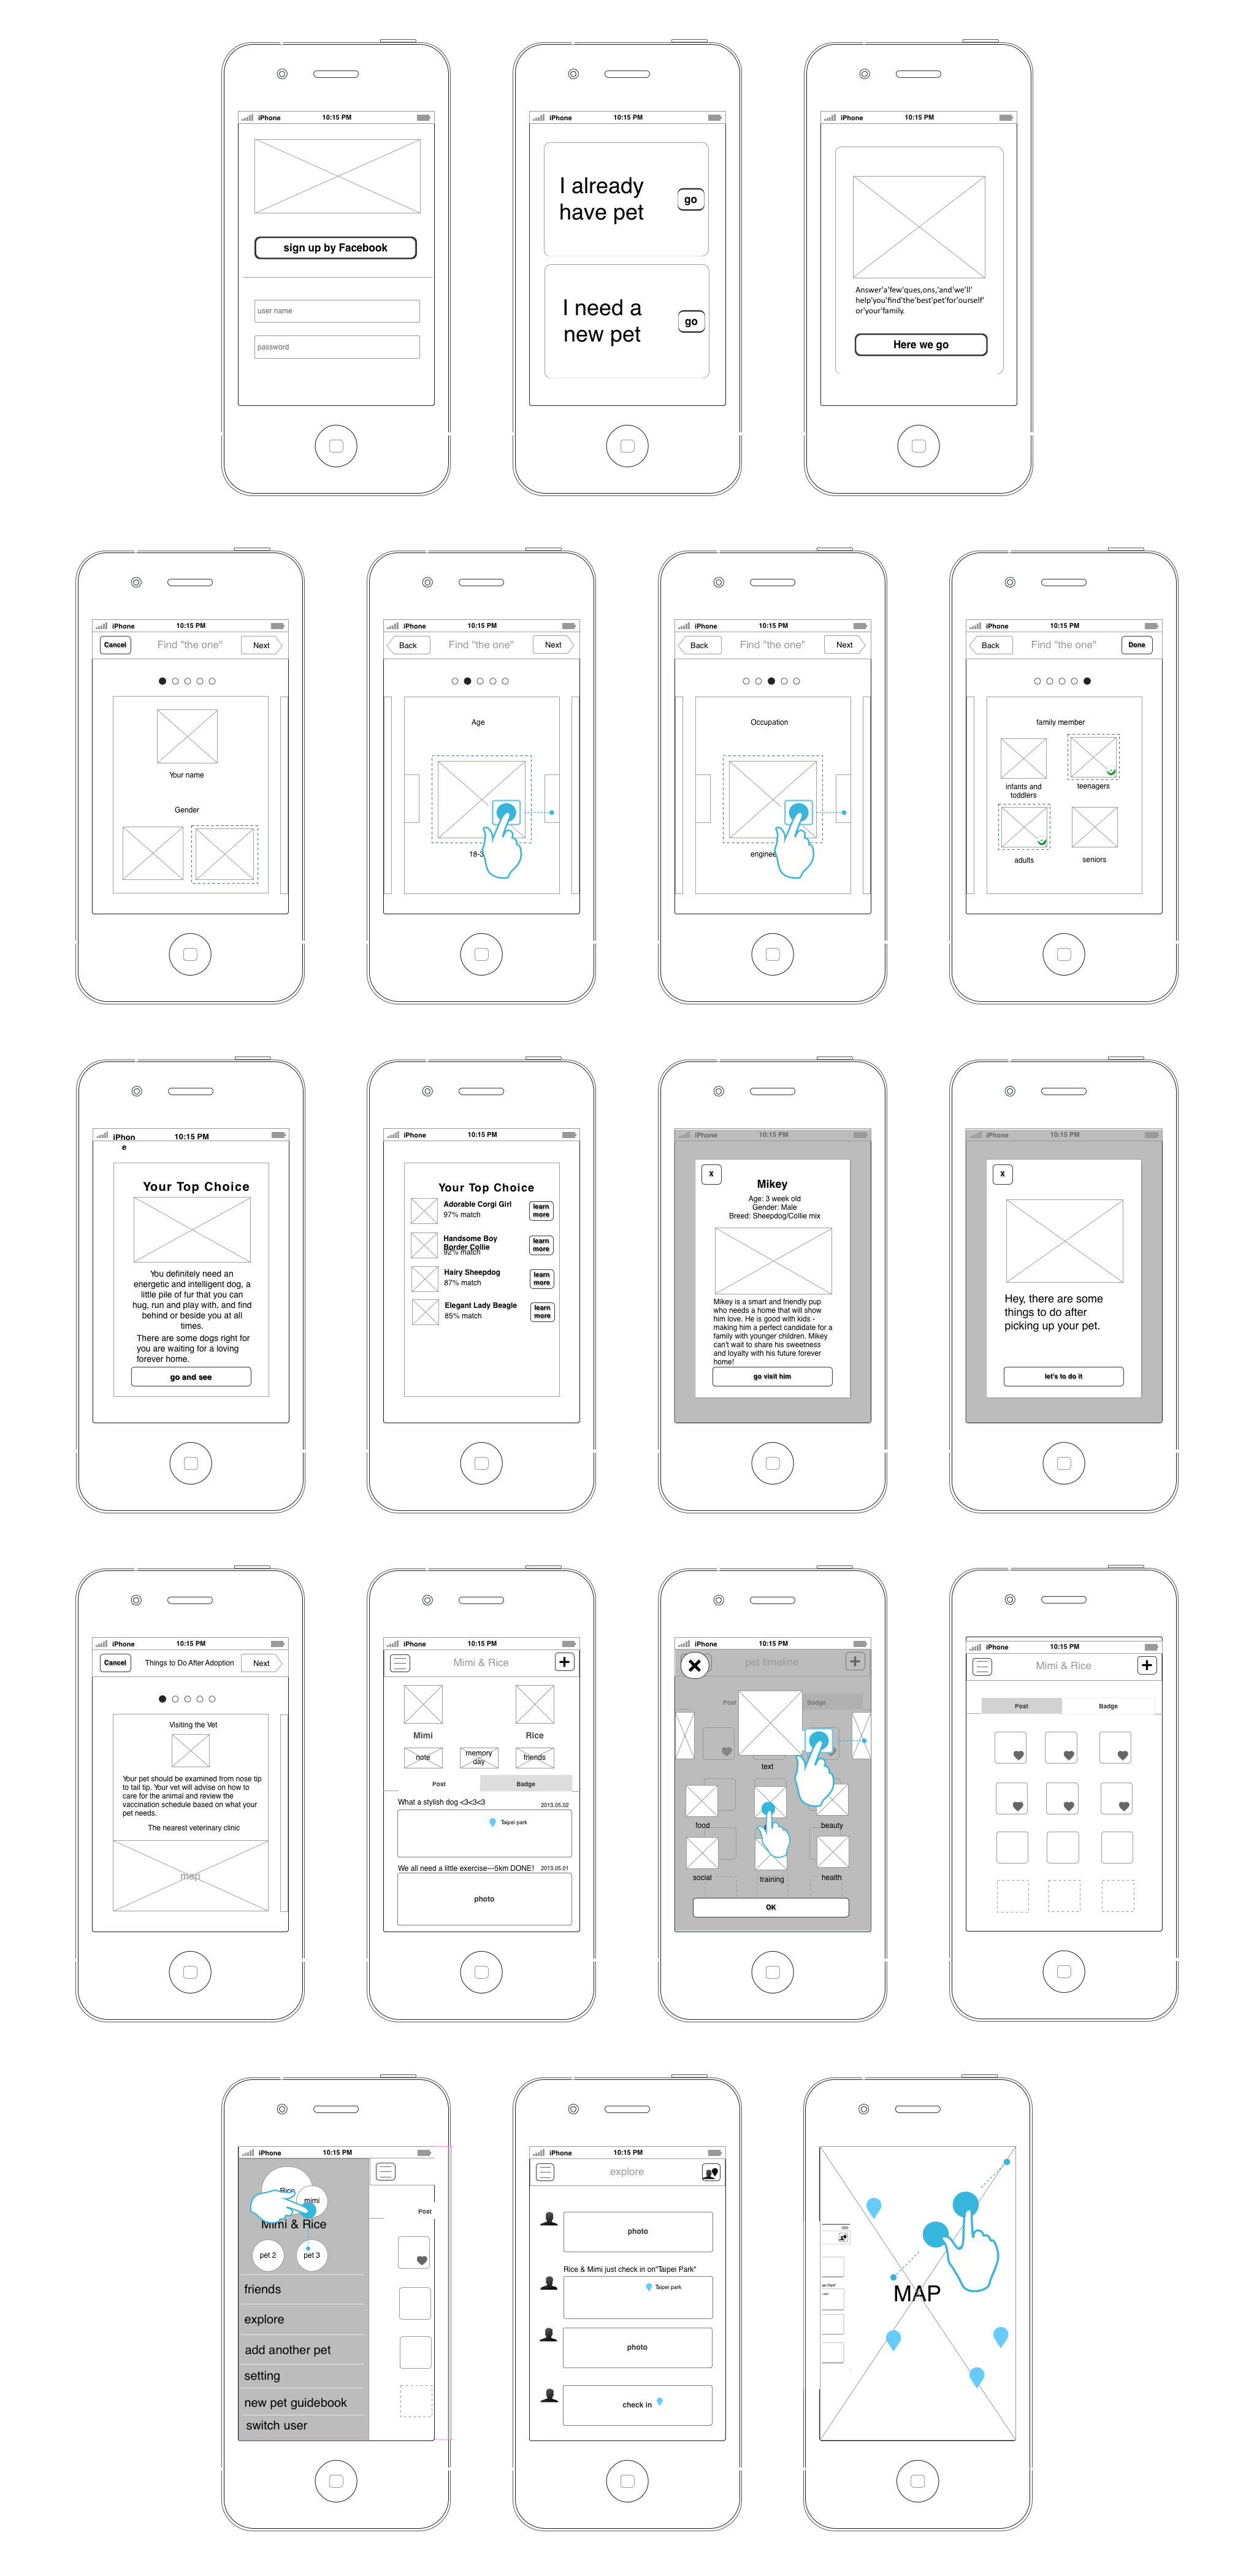 iPhone 10:15 PM
sign up by Facebook
user name
password
iPhone 10:15 PM
I already
have pet
go
I need a
new pet
go
iPhone 10:15 PM
Answer'a'few'ques,ons,'and'we'll'
help'you'find'the'best'pet'for'ourself'
or'your'family.
Here we go
iPhone 10:15 PM
Cancel Find "the one" Next
Your name
Gender
iPhone 10:15 PM
Back Find "the one" Next
Age
18-3
iPhone 10:15 PM
Back Find "the one" Next
Occupation
enginee
iPhone 10:15 PM
Back Find "the one" Done
family member
infants and
toddlers
teenagers
adults
seniors
iPhon
e
10:15 PM
Your Top Choice
You definitely need an
energetic and intelligent dog, a
little pile of fur that you can
hug, run and play with, and find
behind or beside you at all
times.
There are some dogs right for
you are waiting for a loving
forever home.
go and see
iPhone 10:15 PM
Your Top Choice
Adorable Corgi Girl
97% match
learn
more
Handsome Boy
Border Collie
92% match
learn
more
Hairy Sheepdog
87% match
learn
more
Elegant Lady Beagle
85% match
learn
more
iPhone 10:15 PM
X
Mikey
Age: 3 week old
Gender: Male
Breed: Sheepdog/Collie mix
Mikey is a smart and friendly pup
who needs a home that will show
him love. He is good with kids -
making him a perfect candidate for a
family with younger children. Mikey
can't wait to share his sweetness
and loyalty with his future forever
home!
go visit him
iPhone 10:15 PM
X
Hey, there are some
things to do after
picking up your pet.
let's to do it
iPhone 10:15 PM
Cancel Things to Do After Adoption Next
Visiting the Vet
Your pet should be examined from nose tip
to tail tip. Your vet will advise on how to
care for the animal and review the
vaccination schedule based on what your
pet needs.
The nearest veterinary clinic
map
iPhone 10:15 PM
Mimi & Rice +
Mimi Rice
note
memory
day
friends
Post Badge
What a stylish dog <3<3<3 2013.05.02
Taipei park
We all need a little exercise---5km DONE! 2013.05.01
photo
iPhone 10:15 PM
pet timeline +
Post Badge
text
food
beauty
social
training
health
OK
iPhone 10:15 PM
Mimi & Rice +
Post Badge
iPhone 10:15 PM
Rice
mimi
Mimi & Rice
pet 2 pet 3
friends
explore
add another pet
setting
new pet guidebook
switch user
Post
iPhone 10:15 PM
explore
photo
Rice & Mimi just check in on"Taipei Park"
Taipei park
photo
check in
MAP